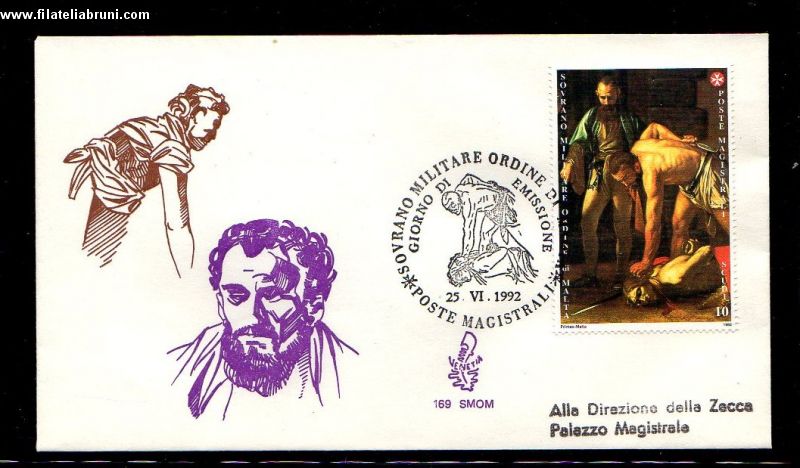 www.filateliabruni.com
SOVRANO MILITARE ORDINE DI
GIORNO DI EMISSIONE
25 VI 1992
POSTE MAGISTRALI
SOVRANO MILITARE ORDINE di MALTA
POSTE MAGISTRALI
SCUDI
10
1992
VENETIA
169 SMOM
Alla Direzione della Zecca
Palazzo Magistrale